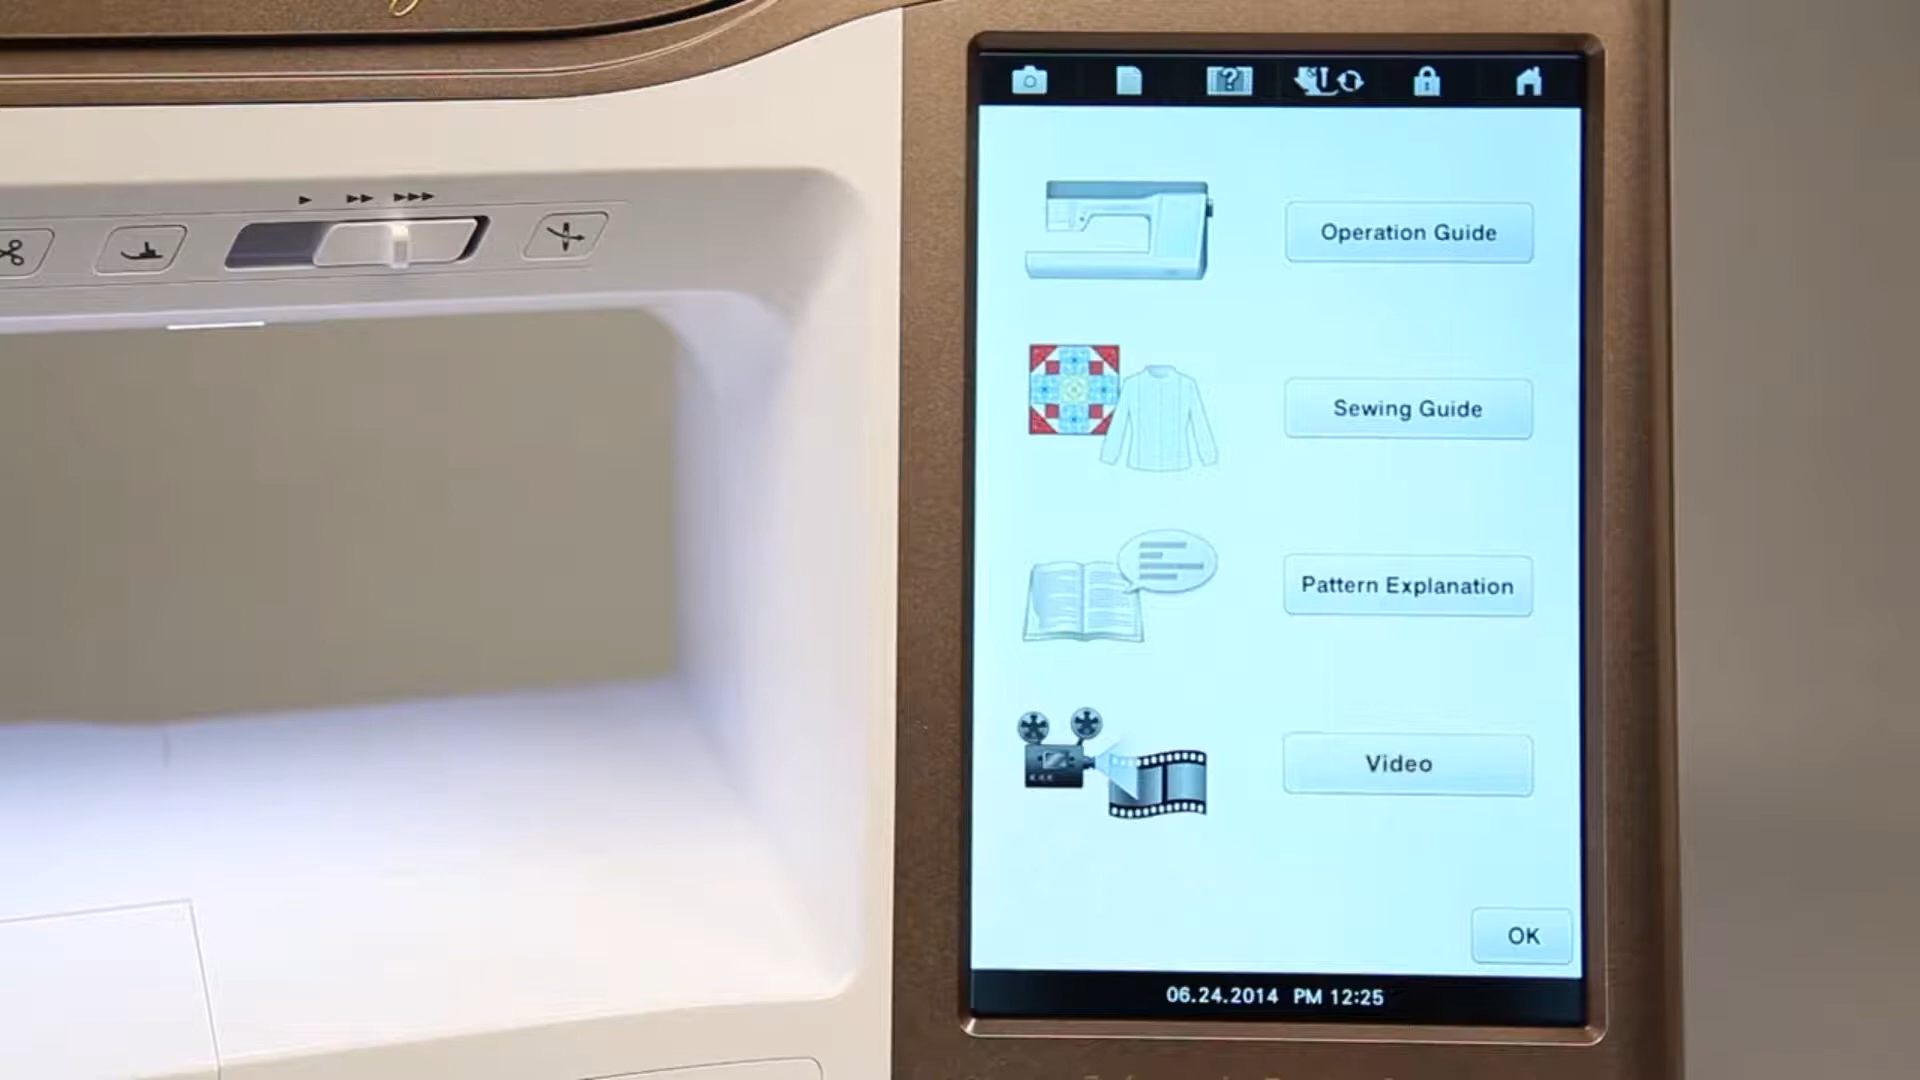 Operation Guide
Sewing Guide
Pattern Explanation
Video
OK
06.24.2014 PM 12:25